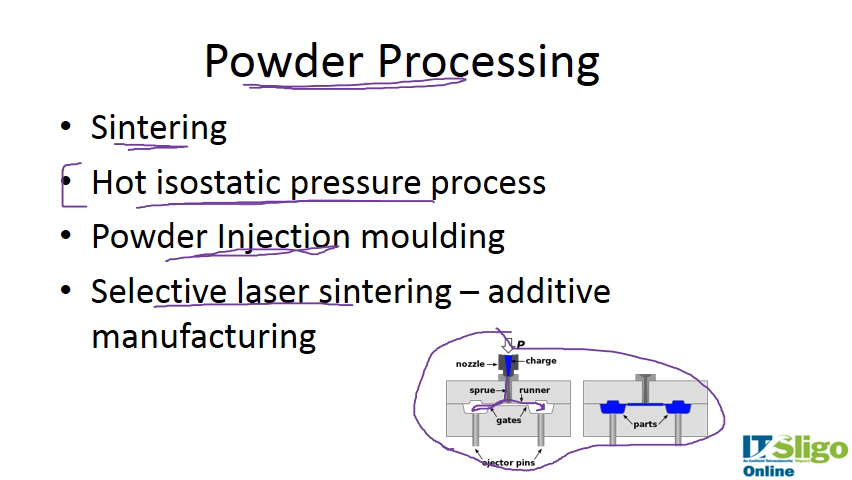 Powder Processing
• Sintering
• Hot isostatic pressure process
• Powder Injection moulding
• Selective laser sintering – additive
manufacturing
P
nozzle
charge
sprue
runner
gates
parts
ejector pins
IT Sligo
Online